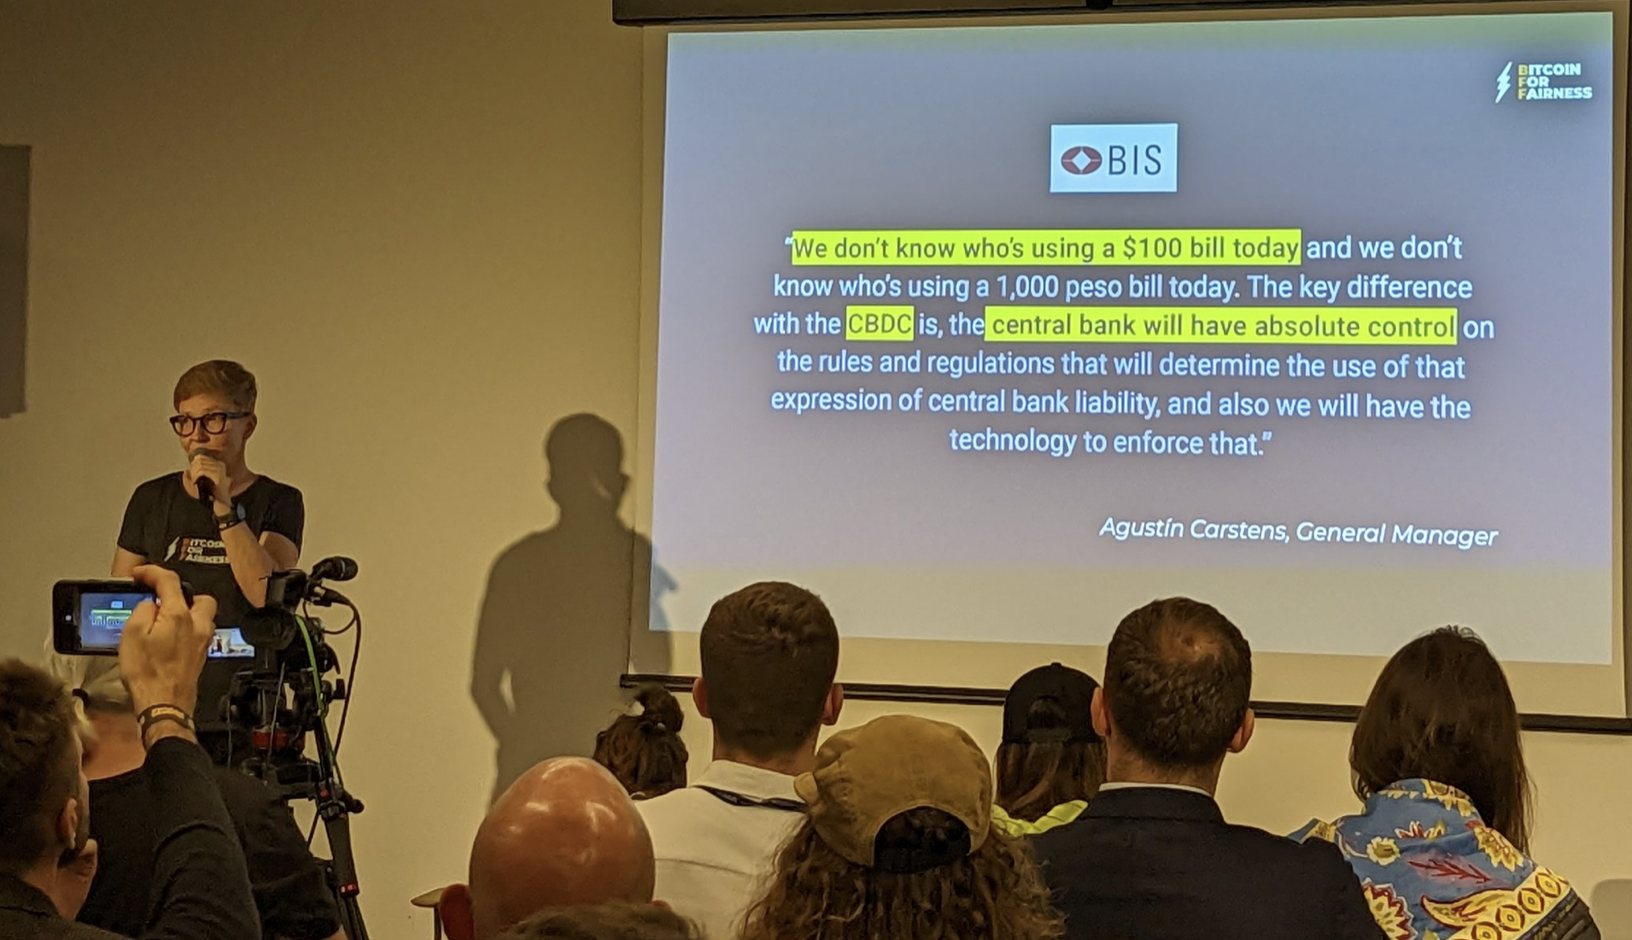 BITCOIN
FOR
FAIRNESS
BIS
“We don’t know who’s using a $100 bill today and we don’t
know who’s using a 1,000 peso bill today. The key difference
with the CBDC is, the central bank will have absolute control on
the rules and regulations that will determine the use of that
expression of central bank liability, and also we will have the
technology to enforce that.”
Agustín Carstens, General Manager
BITCOIN
FOR
FAIRNESS